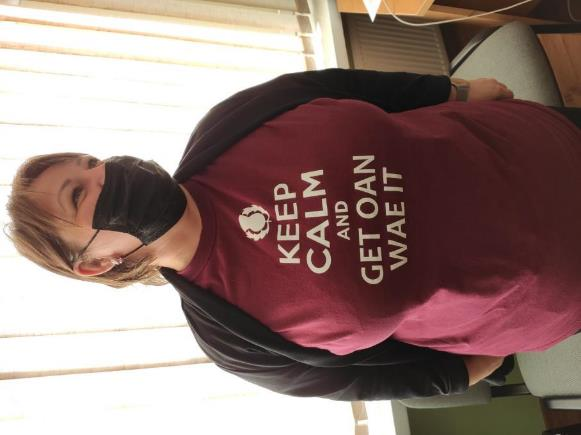 KEEP
CALM
AND
GET OAN
WAE IT